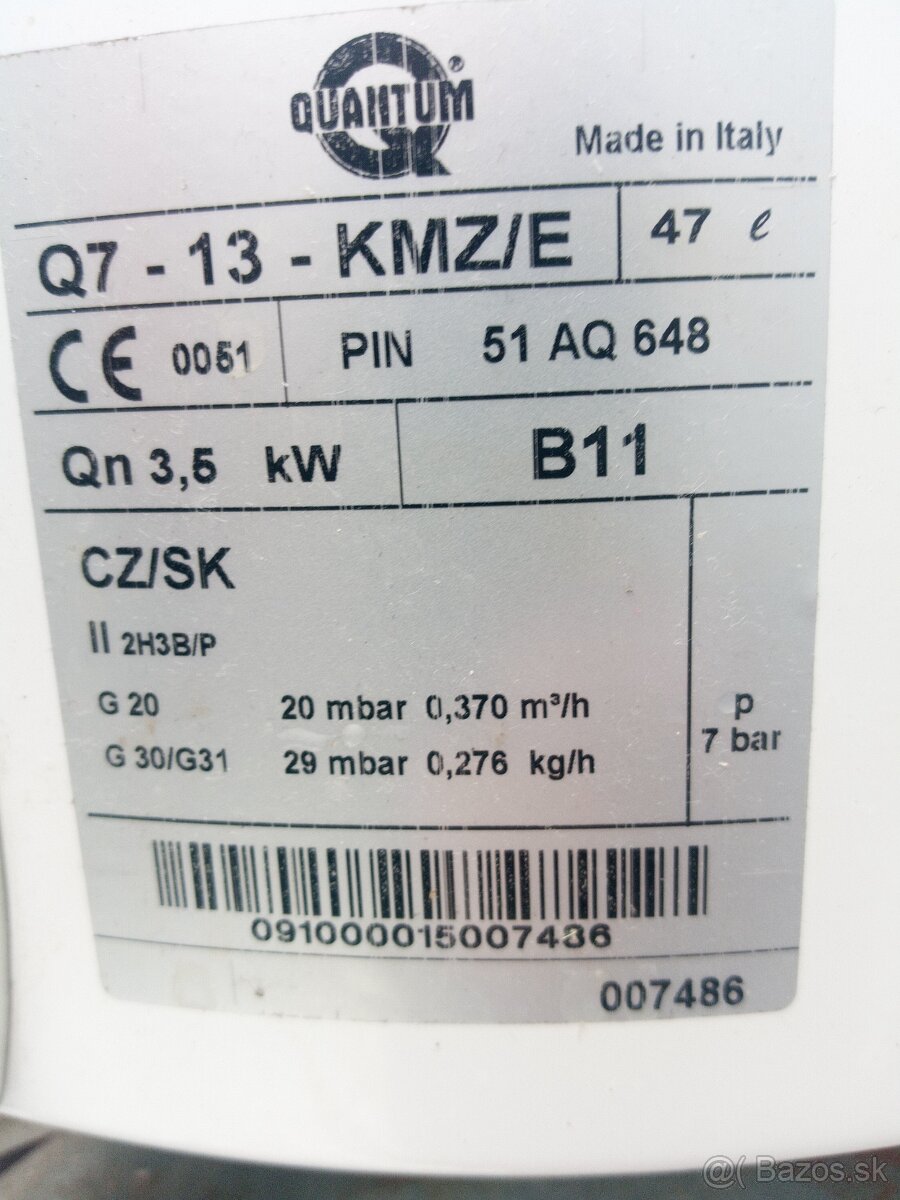 QUANTUM®
Made in Italy
Q7 - 13 - KMZ/E 47 ℓ
CE 0051 PIN 51 AQ 648
Qn 3,5 kW B11
CZ/SK
II 2H3B/P
G 20 20 mbar 0,370 m³/h
G 30/G31 29 mbar 0,276 kg/h
p
7 bar
091000015007486
007486
@( Bazos.sk